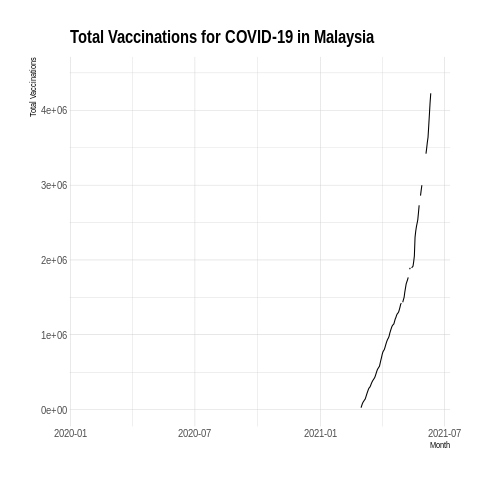 Total Vaccinations for COVID-19 in Malaysia
Total Vaccinations
4e+06
3e+06
2e+06
1e+06
0e+00
2020-01 2020-07 2021-01 2021-07
Month